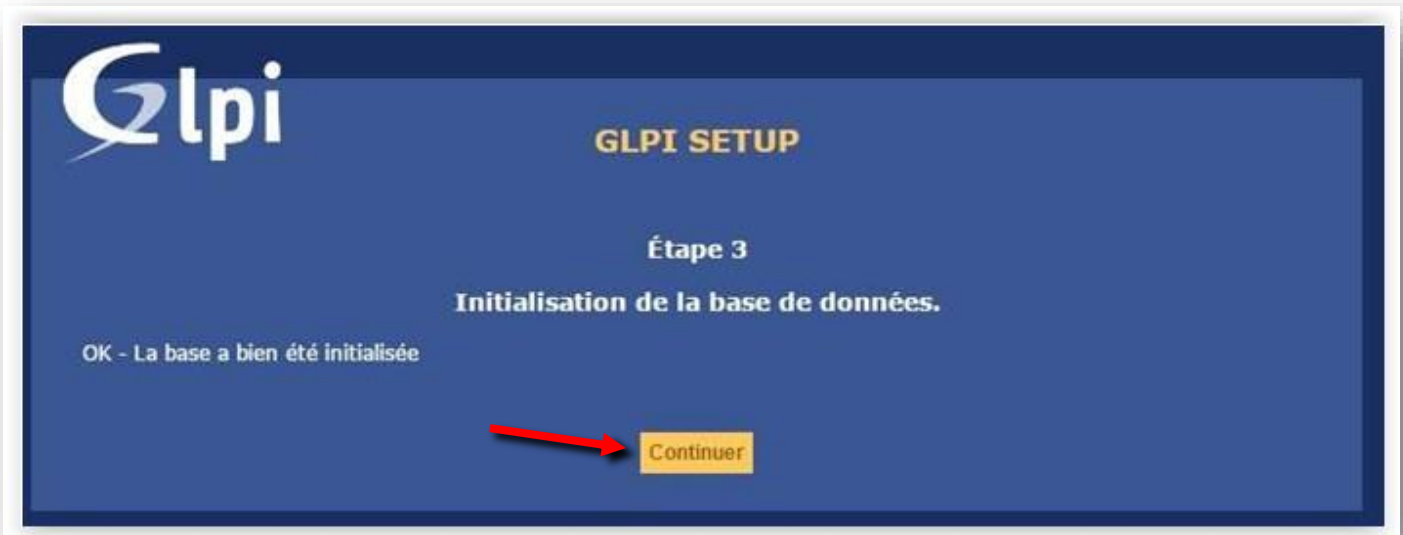 Glpi
GLPI SETUP
Étape 3
Initialisation de la base de données.
OK - La base a bien été initialisée
Continuer